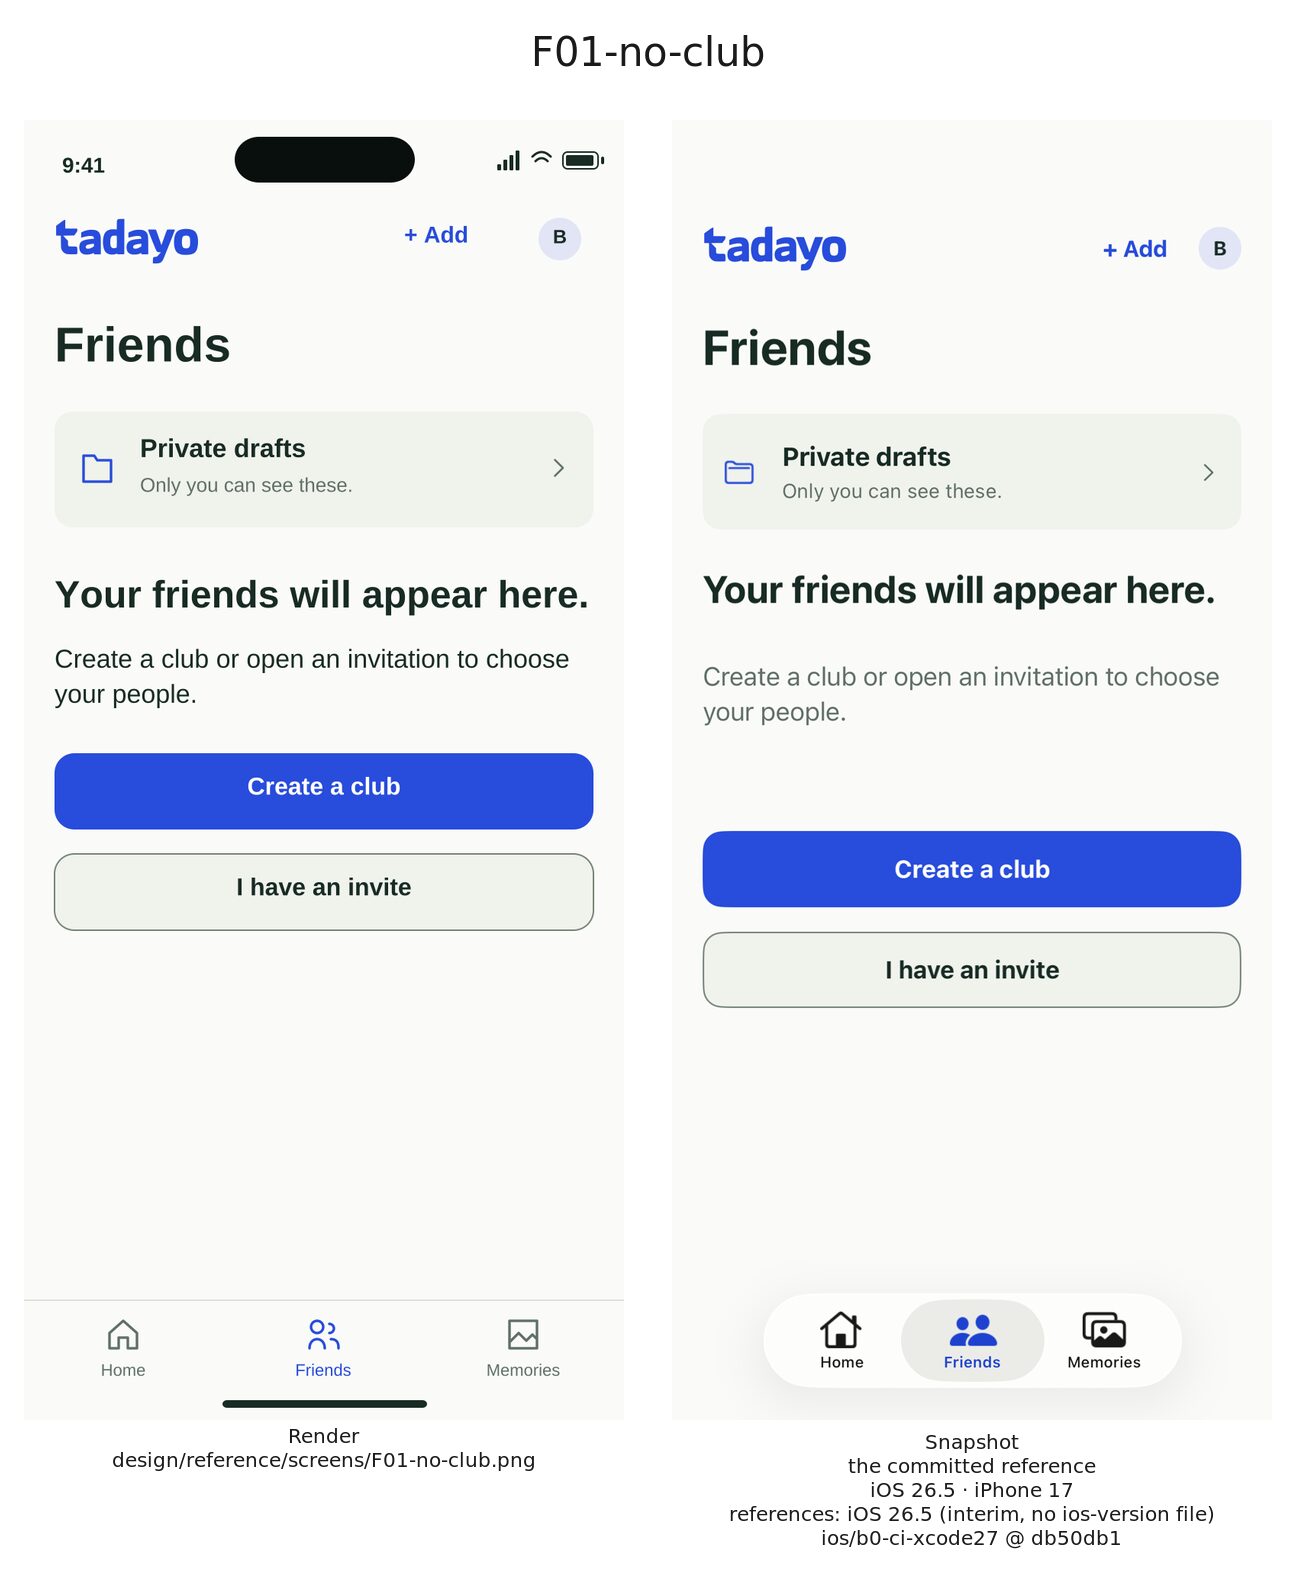 F01-no-club
9:41
tadayo
+ Add
B
Friends
Private drafts
Only you can see these.
Your friends will appear here.
Create a club or open an invitation to choose
your people.
Create a club
I have an invite
Home
Friends
Memories
Render
design/reference/screens/F01-no-club.png
tadayo
+ Add
B
Friends
Private drafts
Only you can see these.
Your friends will appear here.
Create a club or open an invitation to choose
your people.
Create a club
I have an invite
Home
Friends
Memories
Snapshot
the committed reference
iOS 26.5 · iPhone 17
references: iOS 26.5 (interim, no ios-version file)
ios/b0-ci-xcode27 @ db50db1